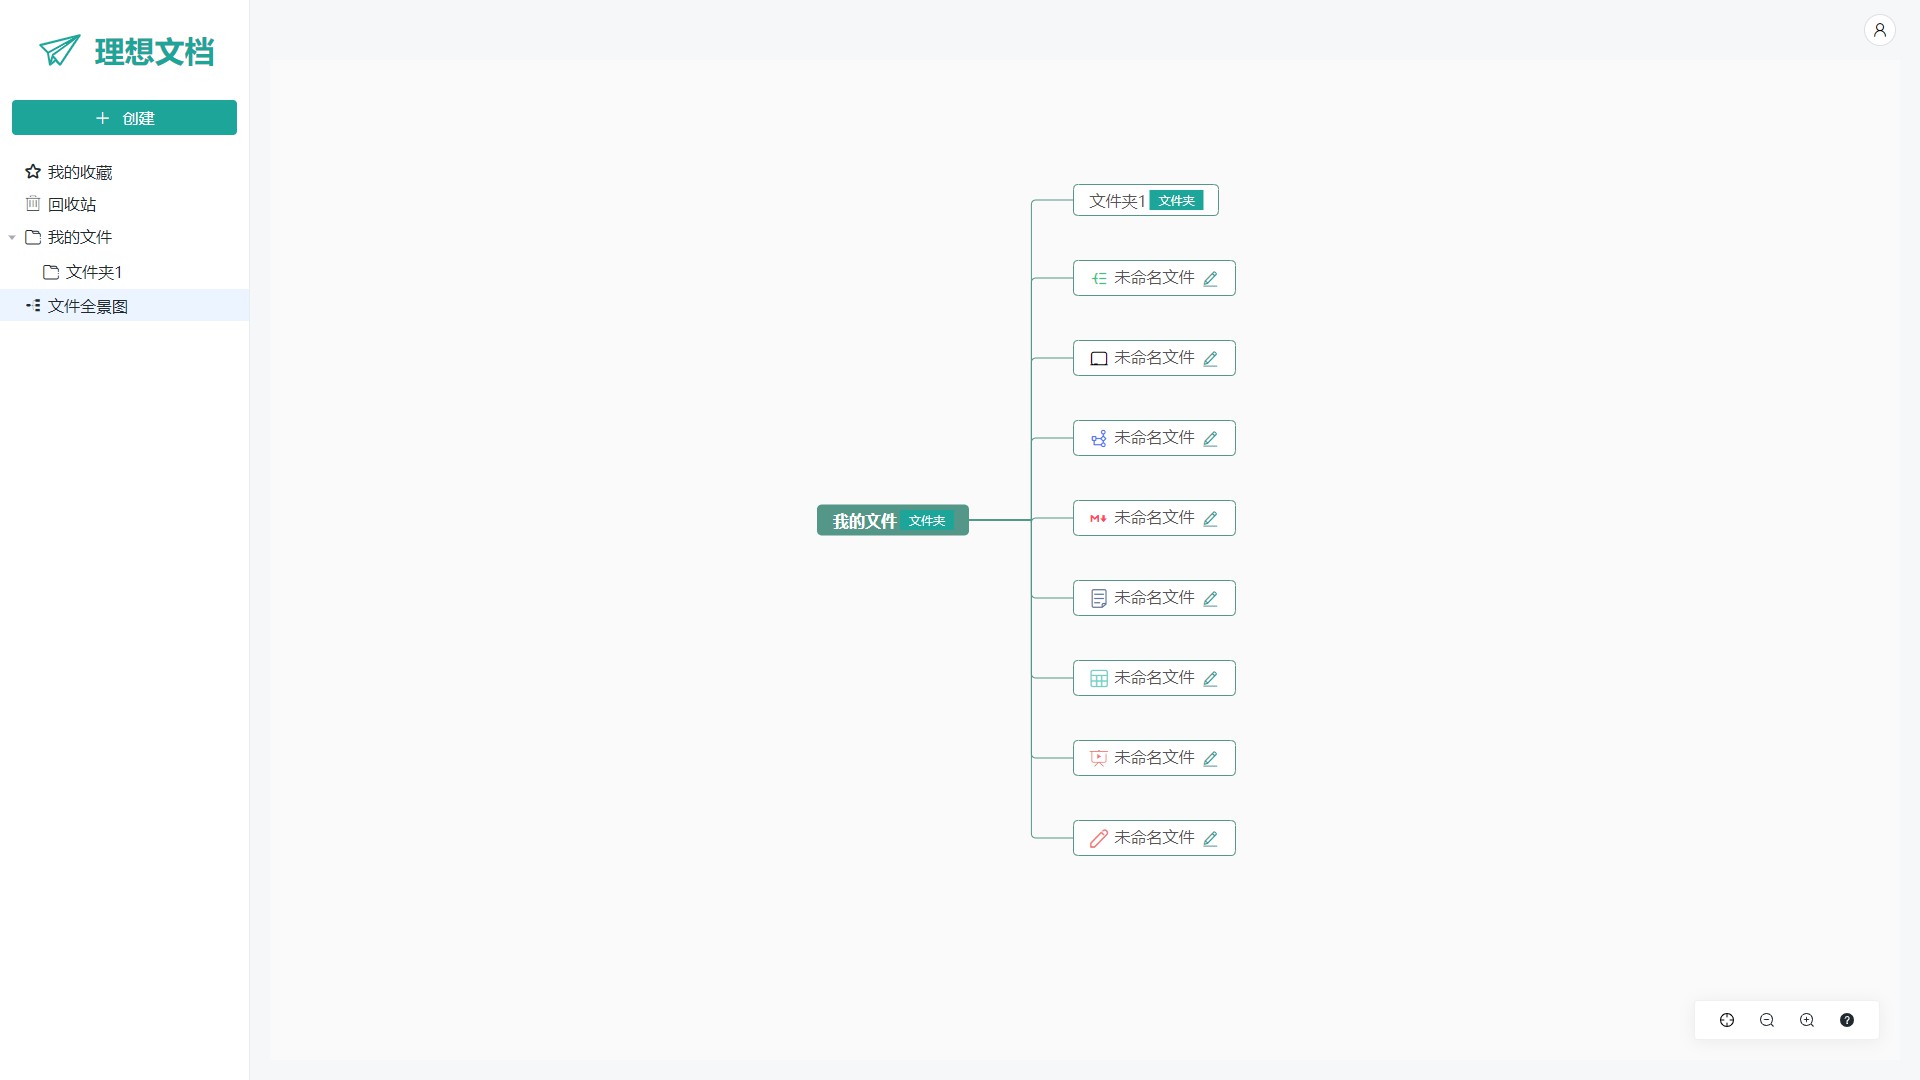 理想文档
创建
我的收藏
回收站
我的文件
文件夹1
文件全景图
文件夹1 文件夹
未命名文件
未命名文件
未命名文件
我的文件 文件夹
M 未命名文件
未命名文件
未命名文件
未命名文件
未命名文件
?